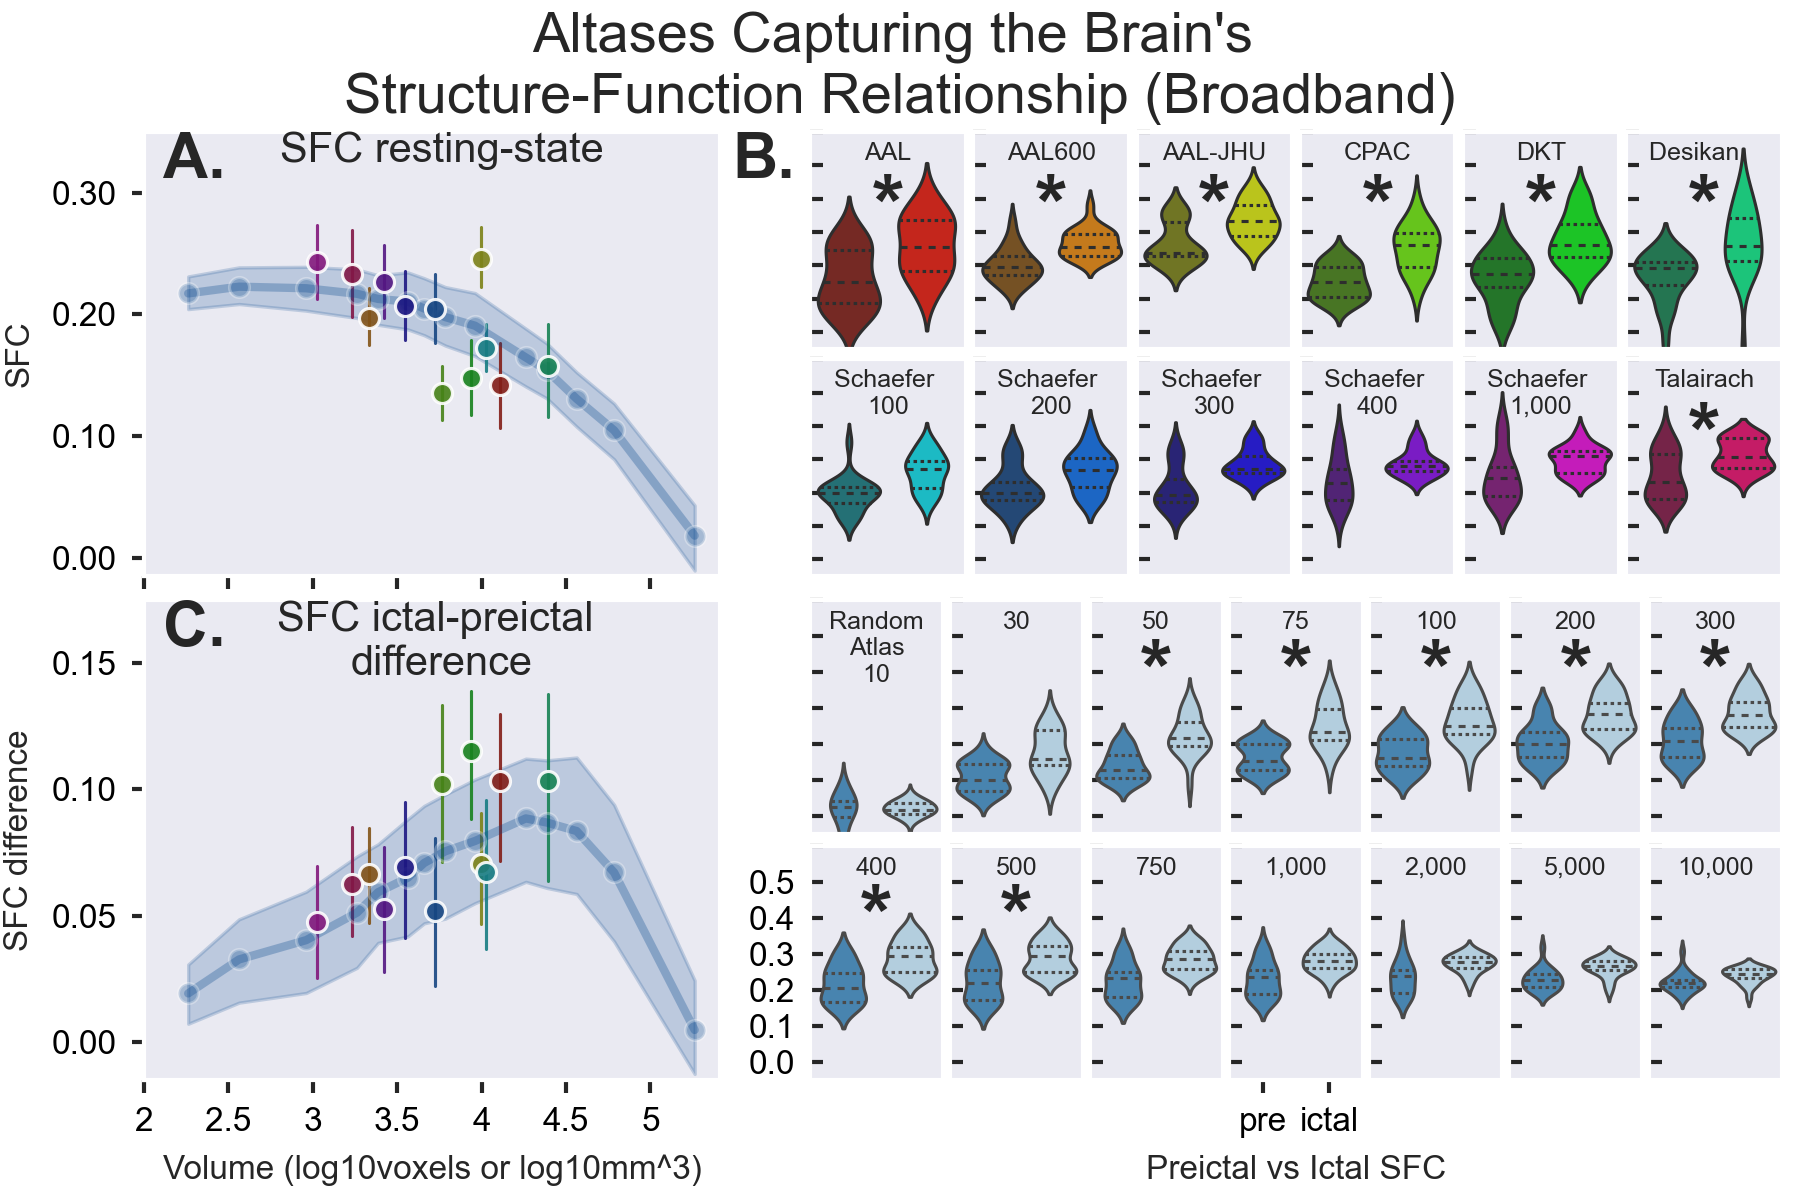 Altases Capturing the Brain's
Structure-Function Relationship (Broadband)
A.
SFC resting-state
0.30
0.20
0.10
0.00
SFC
B.
AAL
*
AAL600
*
AAL-JHU
*
CPAC
*
DKT
*
Desikan
*
Schaefer
100
Schaefer
200
Schaefer
300
Schaefer
400
Schaefer
1,000
Talairach
*
C.
SFC ictal-preictal
difference
0.15
0.10
0.05
0.00
SFC difference
2
2.5
3
3.5
4
4.5
5
Volume (log10voxels or log10mm^3)
Random
Atlas
10
30
50
*
75
*
100
*
200
*
300
*
400
*
500
*
750
1,000
2,000
5,000
10,000
0.5
0.4
0.3
0.2
0.1
0.0
pre ictal
Preictal vs Ictal SFC